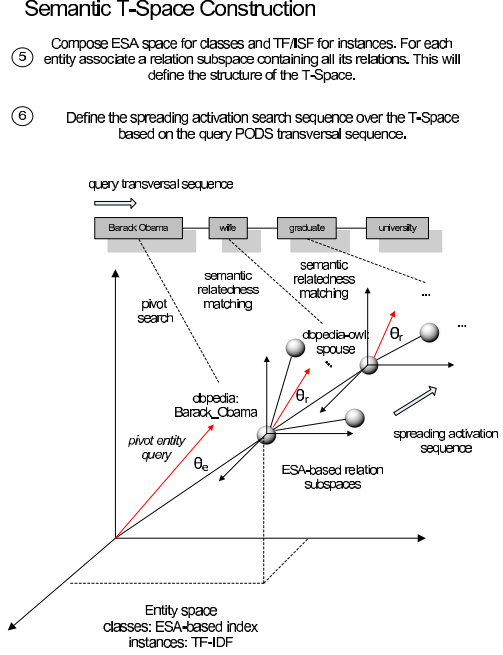 Semantic T-Space Construction
5
Compose ESA space for classes and TF/ISF for instances. For each
entity associate a relation subspace containing all its relations. This will
define the structure of the T-Space.
6
Define the spreading activation search sequence over the T-Space
based on the query PODS transversal sequence.
query transversal sequence
Barack Obama
wife
graduate
university
semantic
relatedness
matching
semantic
relatedness
matching
...
pivot
search
dbpedia-owl:
spouse
θr
...
...
dbpedia:
Barack_Obama
θr
pivot entity
query
θe
spreading activation
sequence
ESA-based relation
subspaces
Entity space
classes: ESA-based index
instances: TF-IDF